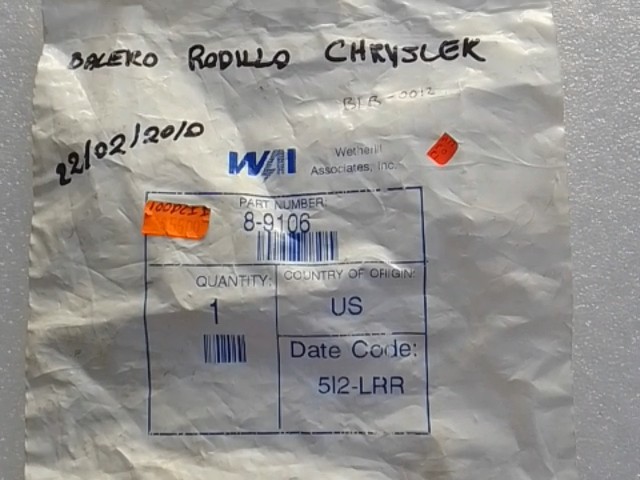 BALERO RODILLO CHRYSLER
BLB-0012
22/02/2010
WAI
Wetherill
Associates, Inc.
PART NUMBER:
8-9106
QUANTITY:
1
COUNTRY OF ORIGIN:
US
Date Code:
512-LRR